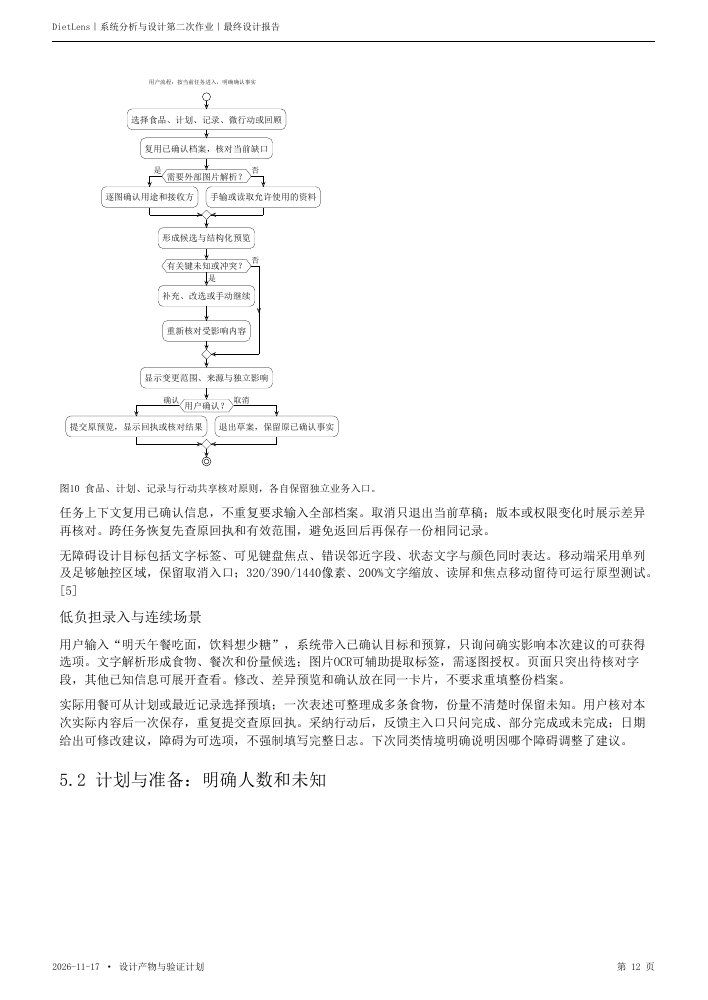 DietLens | 系统分析与设计第二次作业 | 最终设计报告
用户流程：按当前任务进入，明确确认事实
选择食品、计划、记录、微行动或回顾
复用已确认档案，核对当前缺口
是 需要外部图片解析？ 否
逐图确认用途和接收方 手输或读取允许使用的资料
形成候选与结构化预览
有关键未知或冲突？ 否
是
补充、改选或手动继续
重新核对受影响内容
显示变更范围、来源与独立影响
确认 用户确认？ 取消
提交原预览，显示回执或核对结果 退出草案，保留原已确认事实
图10 食品、计划、记录与行动共享核对原则，各自保留独立业务入口。
任务上下文复用已确认信息，不重复要求输入全部档案。取消只退出当前草稿；版本或权限变化时展示差异
再核对。跨任务恢复先查原回执和有效范围，避免返回后再保存一份相同记录。
无障碍设计目标包括文字标签、可见键盘焦点、错误邻近字段、状态文字与颜色同时表达。移动端采用单列
及足够触控区域，保留取消入口；320/390/1440像素、200%文字缩放、读屏和焦点移动留待可运行原型测试。
[5]
低负担录入与连续场景
用户输入“明天午餐吃面，饮料想少糖”，系统带入已确认目标和预算，只询问确实影响本次建议的可获得
选项。文字解析形成食物、餐次和份量候选；图片OCR可辅助提取标签，需逐图授权。页面只突出待核对字
段，其他已知信息可展开查看。修改、差异预览和确认放在同一卡片，不要求重填整份档案。
实际用餐可从计划或最近记录选择预填；一次表述可整理成多条食物，份量不清楚时保留未知。用户核对本
次实际内容后一次保存，重复提交查原回执。采纳行动后，反馈主入口只问完成、部分完成或未完成；日期
给出可修改建议，障碍为可选项，不强制填写完整日志。下次同类情境明确说明因哪个障碍调整了建议。
5.2 计划与准备：明确人数和未知
2026-11-17 • 设计产物与验证计划 第 12 页